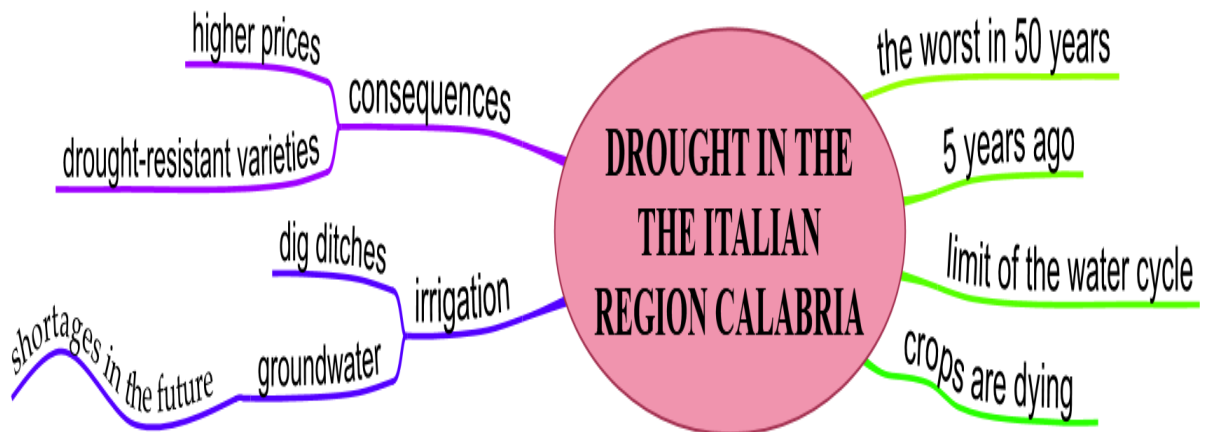 higher prices
consequences
drought-resistant varieties
dig ditches
irrigation
groundwater
shortages in the future
DROUGHT IN THE
THE ITALIAN
REGION CALABRIA
the worst in 50 years
5 years ago
limit of the water cycle
crops are dying